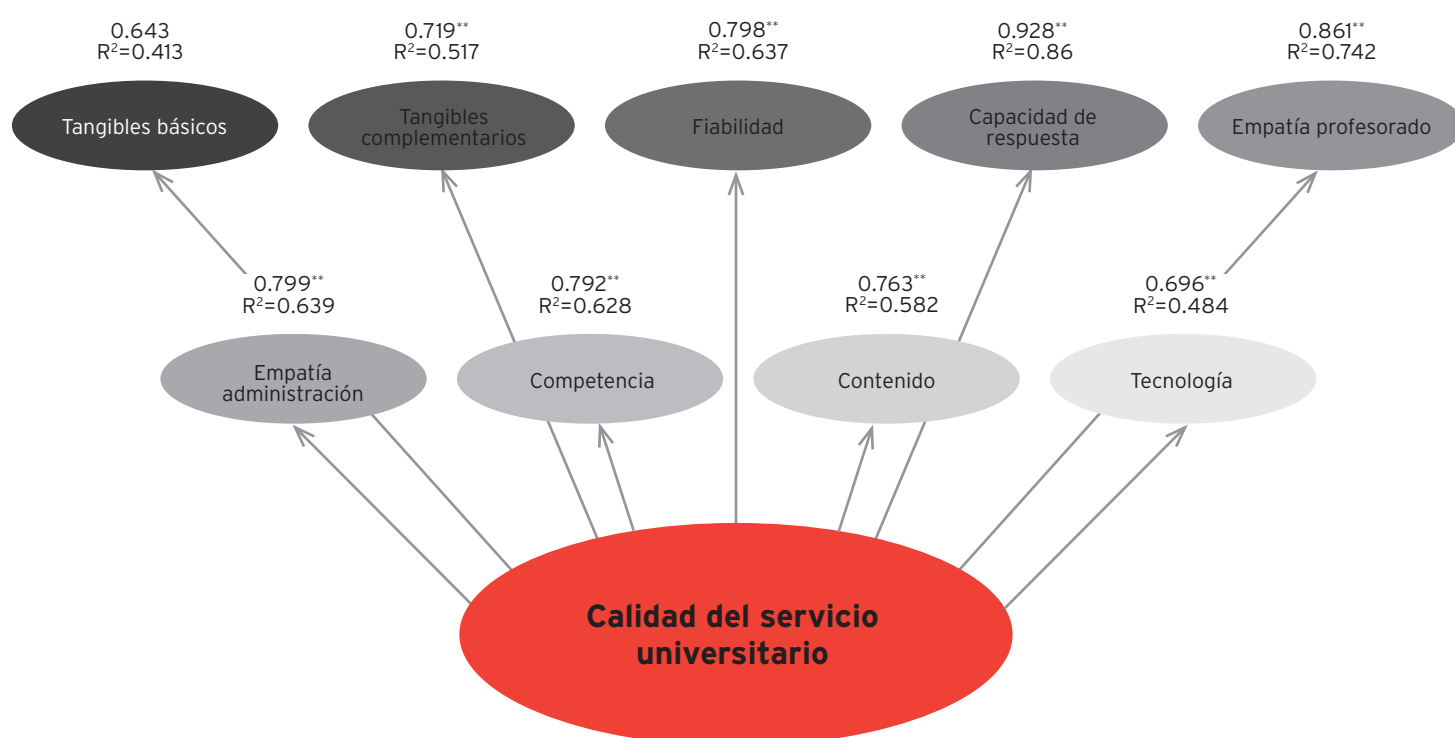 0.643
R²=0.413
0.719**
R²=0.517
0.798**
R²=0.637
0.928**
R²=0.86
0.861**
R²=0.742
Tangibles básicos
Tangibles
complementarios
Fiabilidad
Capacidad de
respuesta
Empatía profesorado
0.799**
R²=0.639
0.792**
R²=0.628
0.763**
R²=0.582
0.696**
R²=0.484
Empatía
administración
Competencia
Contenido
Tecnología
Calidad del servicio
universitario